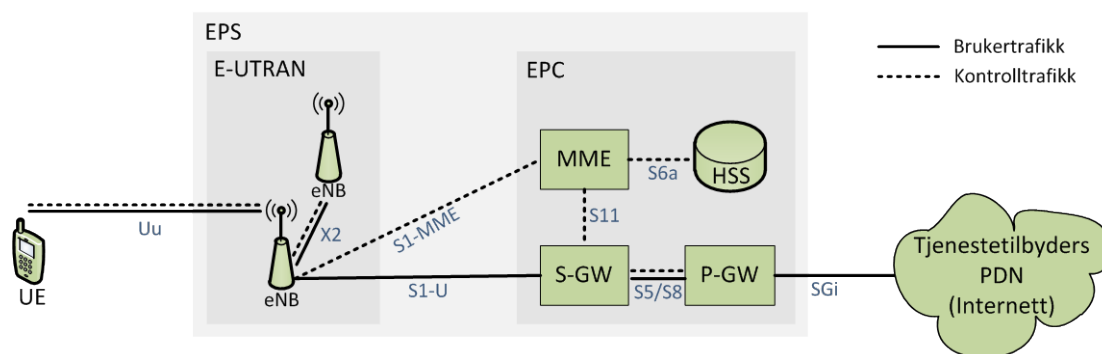 EPS
E-UTRAN
EPC
Brukertrafikk
Kontrolltrafikk
eNB
MME
S6a
HSS
Uu
X2
S1-MME
S11
UE
eNB
S1-U
S-GW
S5/S8
P-GW
SGi
Tjenestetilbyders
PDN
(Internett)